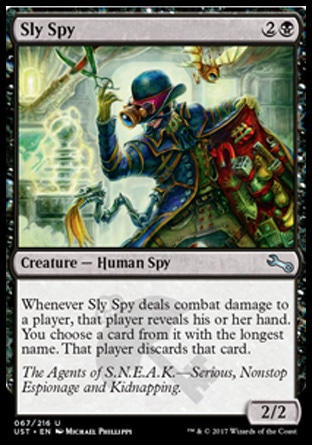 Sly Spy 2
Creature — Human Spy
Whenever Sly Spy deals combat damage to
a player, that player reveals his or her hand.
You choose a card from it with the longest
name. That player discards that card.
The Agents of S.N.E.A.K.—Serious, Nonstop
Espionage and Kidnapping.
2/2
067/216 U
UST • EN Michael Phillippi ™ & © 2017 Wizards of the Coast